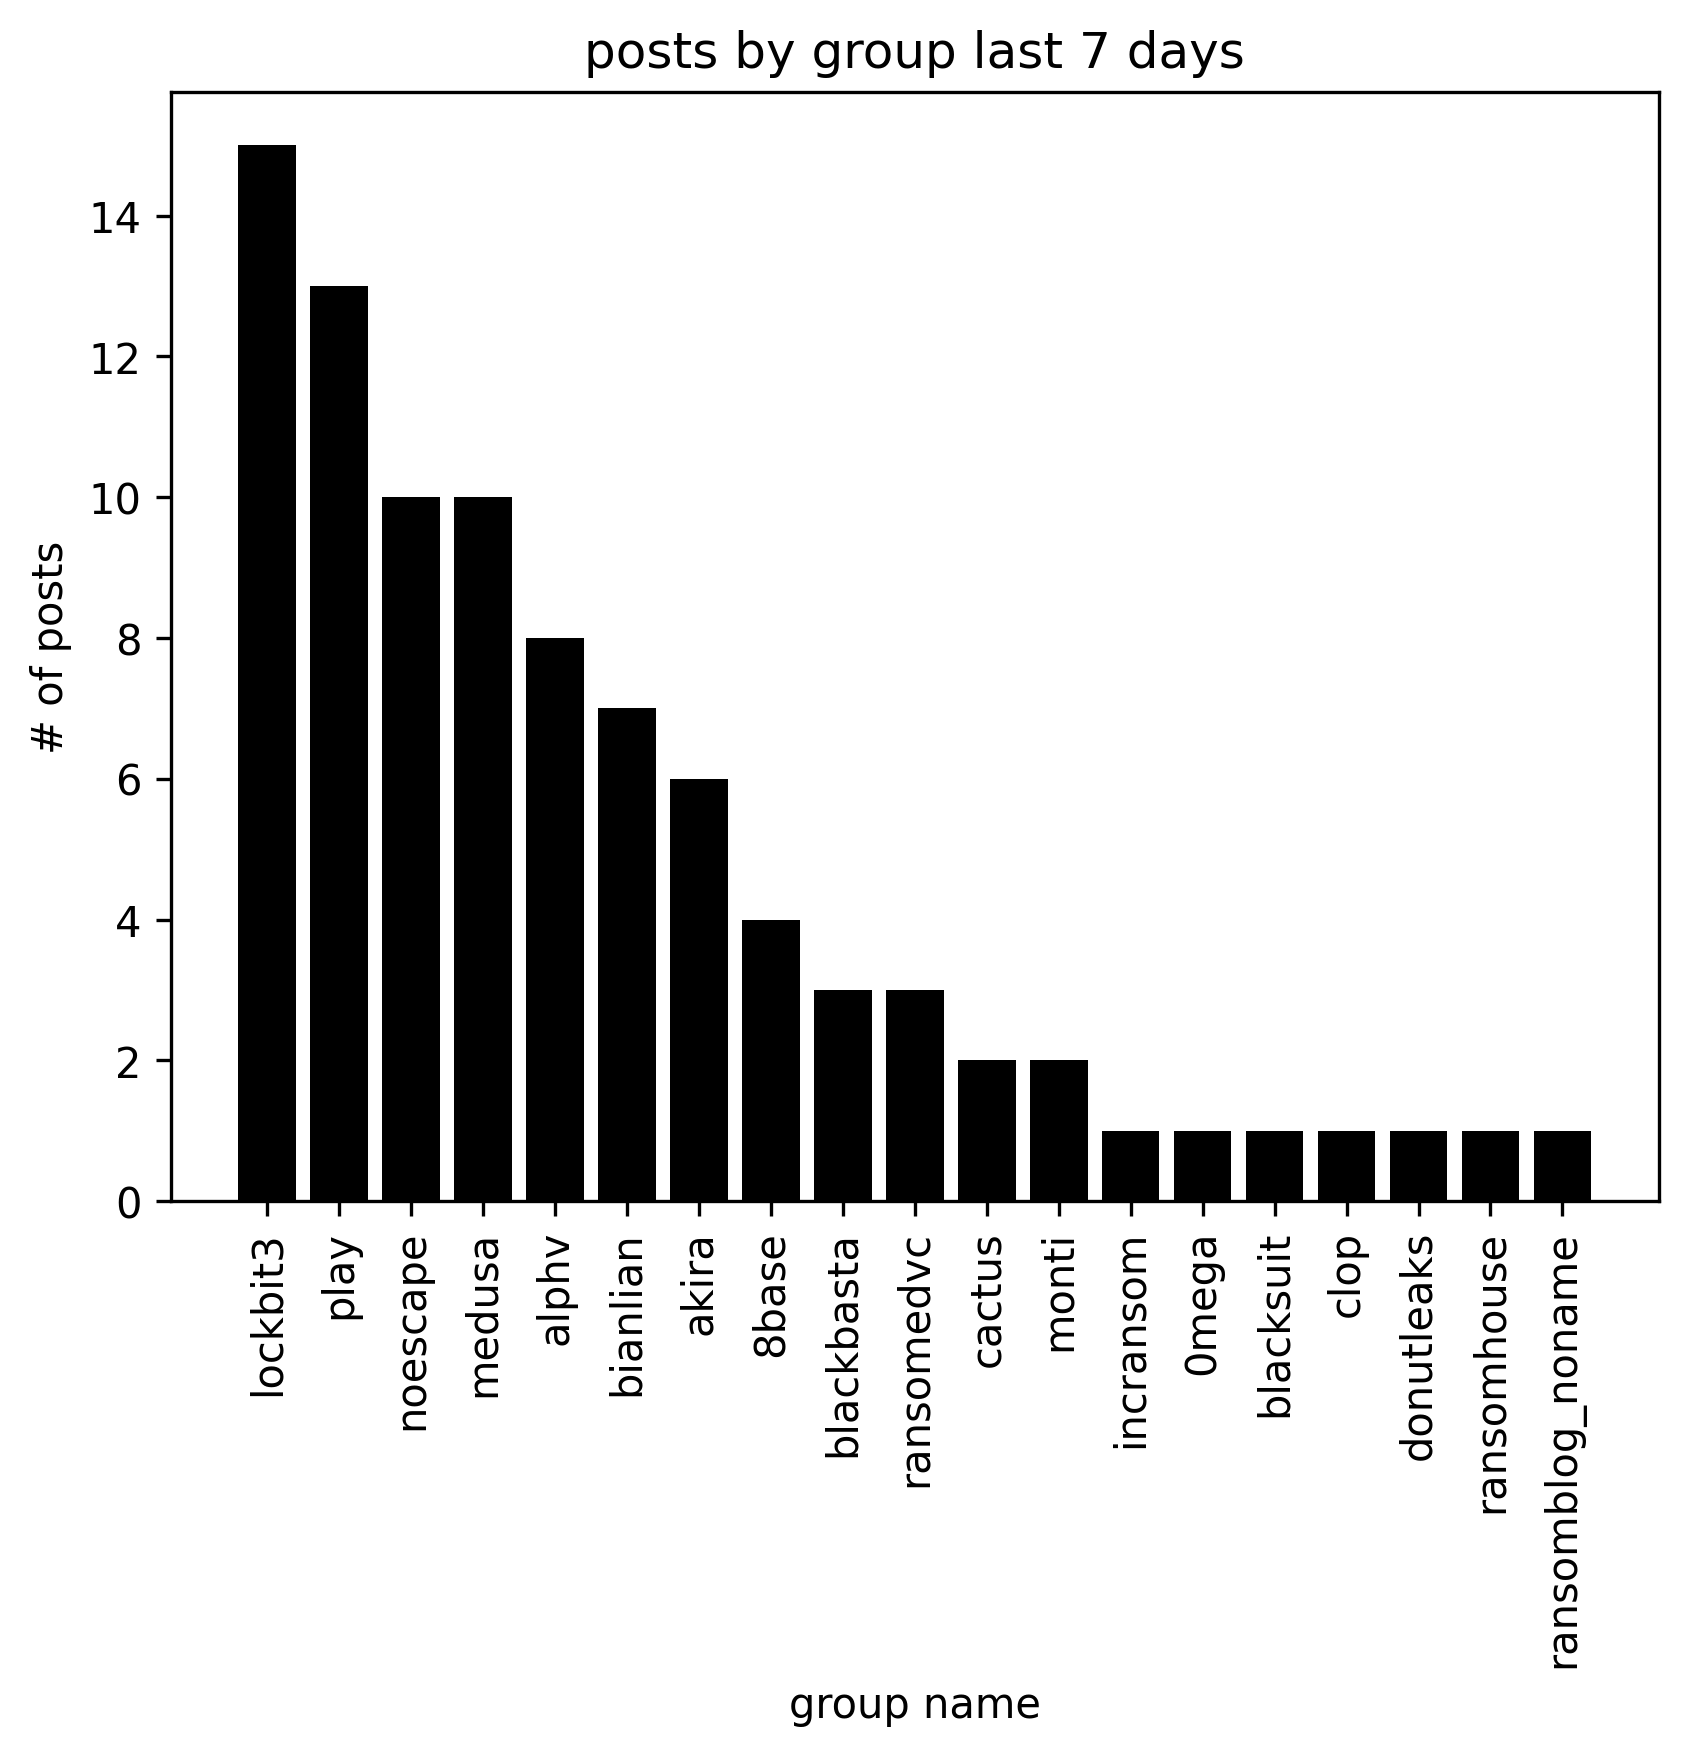 posts by group last 7 days
# of posts
14
12
10
8
6
4
2
0
lockbit3
play
noescape
medusa
alphv
bianlian
akira
8base
blackbasta
ransomedvc
cactus
monti
incransom
0mega
blacksuit
clop
donutleaks
ransomhouse
ransomblog_noname
group name